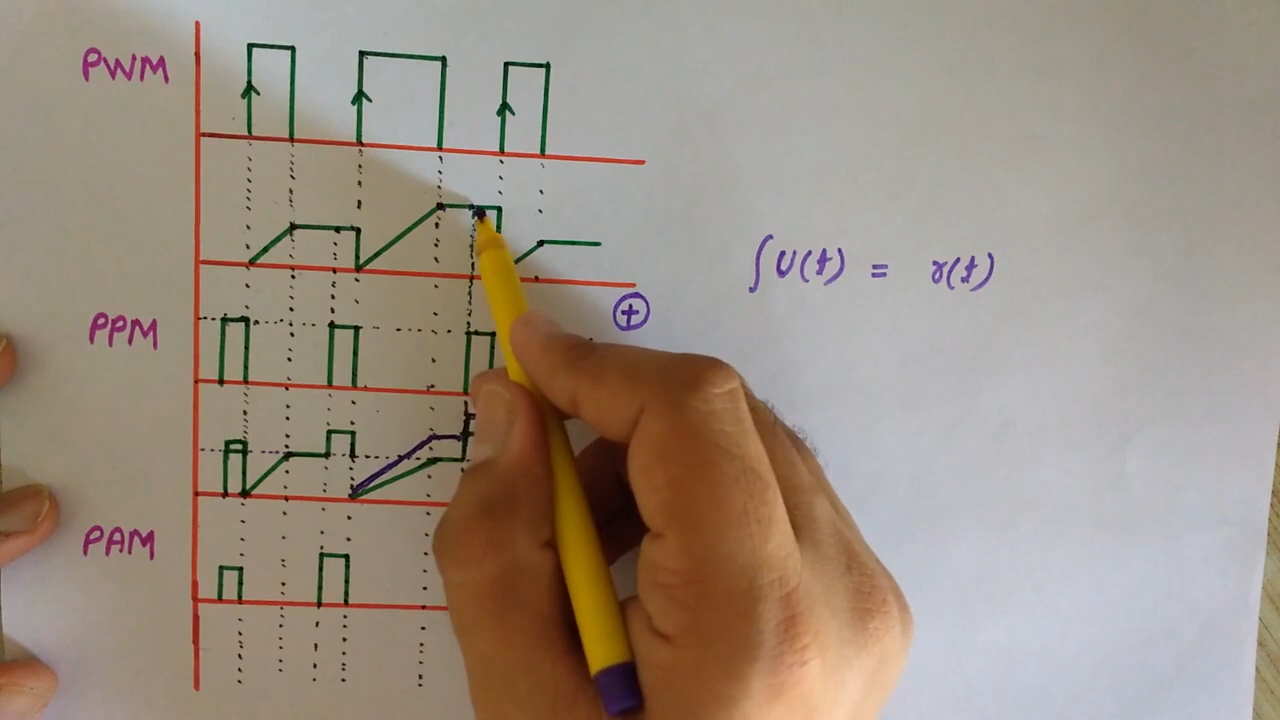 PWM
∫U(t) = r(t)
+
PPM
PAM